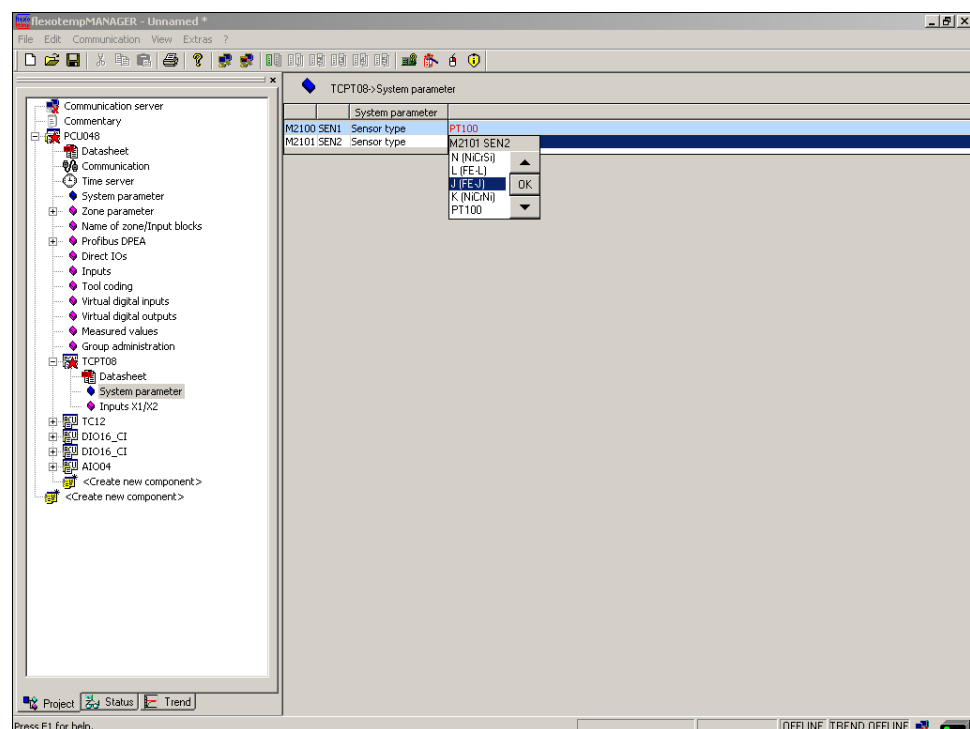 flexotempMANAGER - Unnamed *
File Edit Communication View Extras ?
TCPT08->System parameter
System parameter
M2100 SEN1 Sensor type PT100
M2101 SEN2 Sensor type
M2101 SEN2
N (NiCrSi)
L (FE-L)
J (FE-J)
K (NiCrNi)
PT100
OK
Communication server
Commentary
PCU048
Datasheet
Communication
Time server
System parameter
Zone parameter
Name of zone/Input blocks
Profibus DPEA
Direct IOs
Inputs
Tool coding
Virtual digital inputs
Virtual digital outputs
Measured values
Group administration
TCPT08
Datasheet
System parameter
Inputs X1/X2
TC12
DIO16_CI
DIO16_CI
AIO04
<Create new component>
<Create new component>
Project Status Trend
Press F1 for help.
OFFLINE TREND OFFLINE